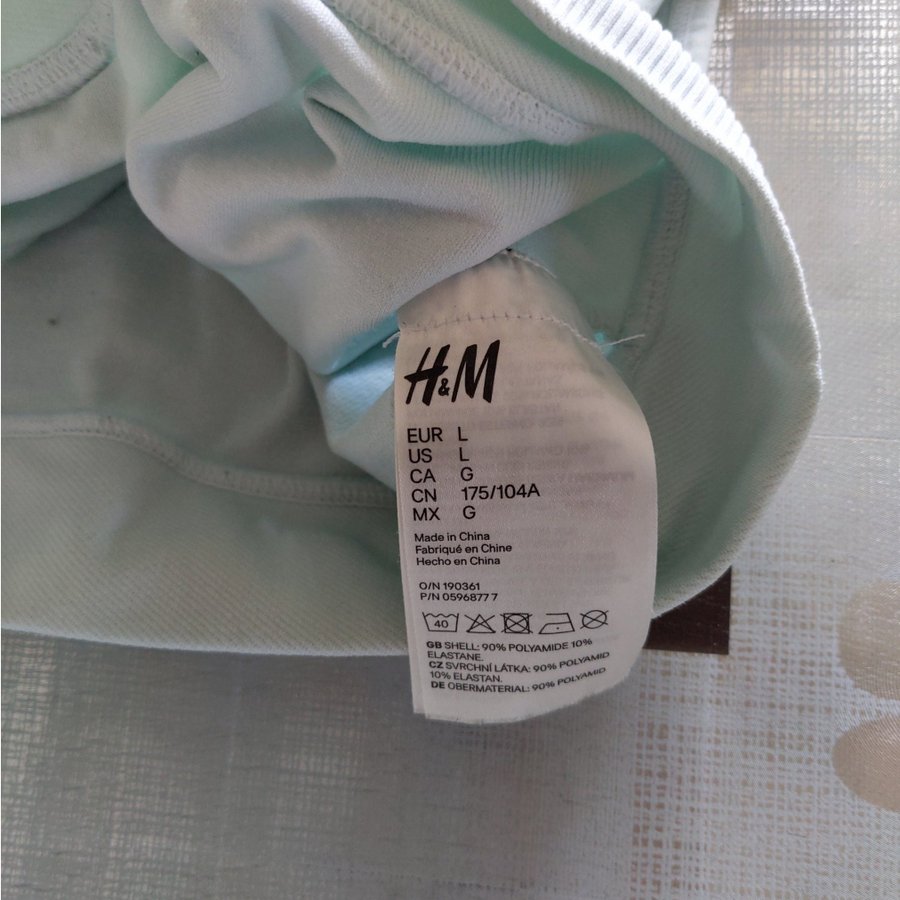 H&M
EUR L
US L
CA G
CN 175/104A
MX G
Made in China
Fabriqué en Chine
Hecho en China
O/N 190361
P/N 0596877 7
40
GB SHELL: 90% POLYAMIDE 10%
ELASTANE.
CZ SVRCHNÍ LÁTKA: 90% POLYAMID
10% ELASTAN.
DE OBERMATERIAL: 90% POLYAMID